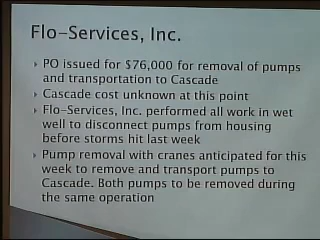 Flo-Services, Inc.
PO issued for $76,000 for removal of pumps
and transportation to Cascade
Cascade cost unknown at this point
Flo-Services, Inc. performed all work in wet
well to disconnect pumps from housing
before storms hit last week
Pump removal with cranes anticipated for this
week to remove and transport pumps to
Cascade. Both pumps to be removed during
the same operation